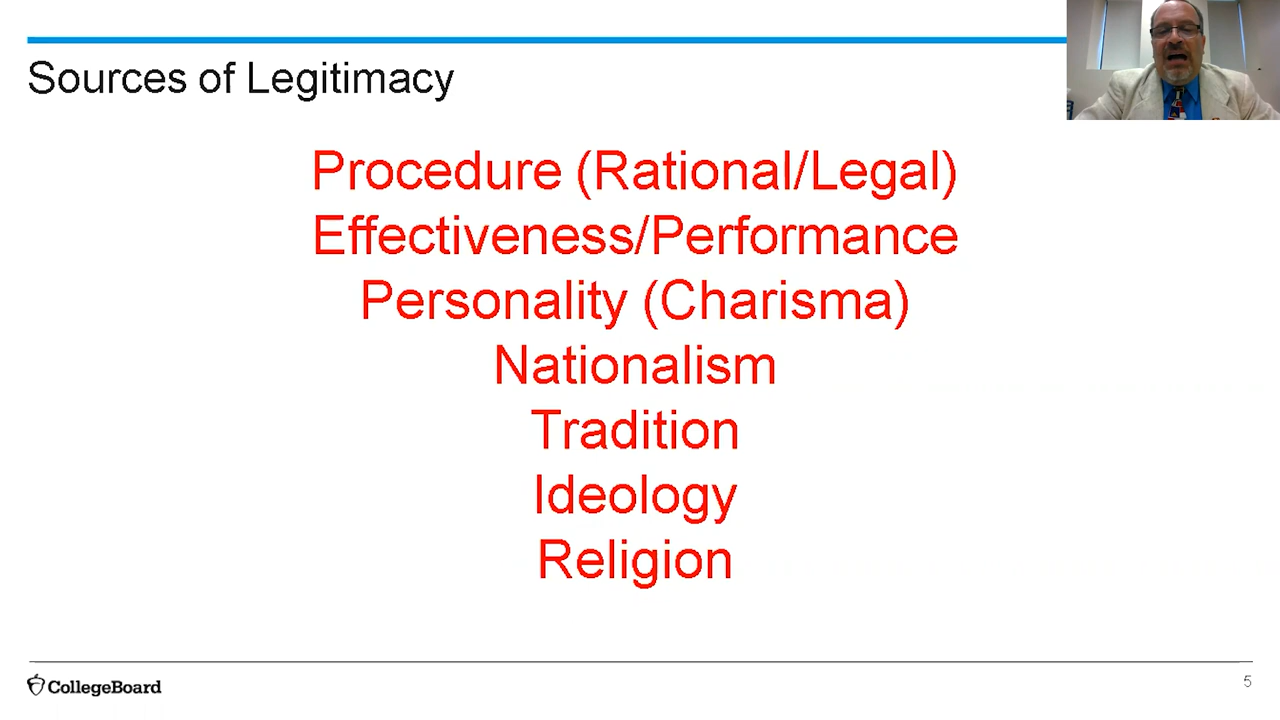 Sources of Legitimacy
Procedure (Rational/Legal)
Effectiveness/Performance
Personality (Charisma)
Nationalism
Tradition
Ideology
Religion
CollegeBoard
5